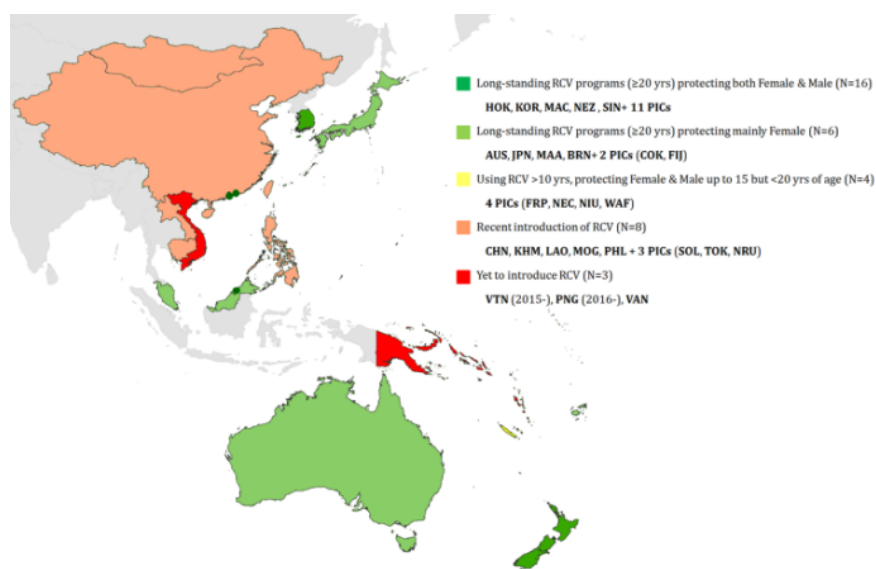 Long-standing RCV programs (≥20 yrs) protecting both Female & Male (N=16)
HOK, KOR, MAC, NEZ , SIN+ 11 PICs
Long-standing RCV programs (≥20 yrs) protecting mainly Female (N=6)
AUS, JPN, MAA, BRN+ 2 PICs (COK, FIJ)
Using RCV >10 yrs, protecting Female & Male up to 15 but <20 yrs of age (N=4)
4 PICs (FRP, NEC, NIU, WAF)
Recent introduction of RCV (N=8)
CHN, KHM, LAO, MOG, PHL + 3 PICs (SOL, TOK, NRU)
Yet to introduce RCV (N=3)
VTN (2015-), PNG (2016-), VAN